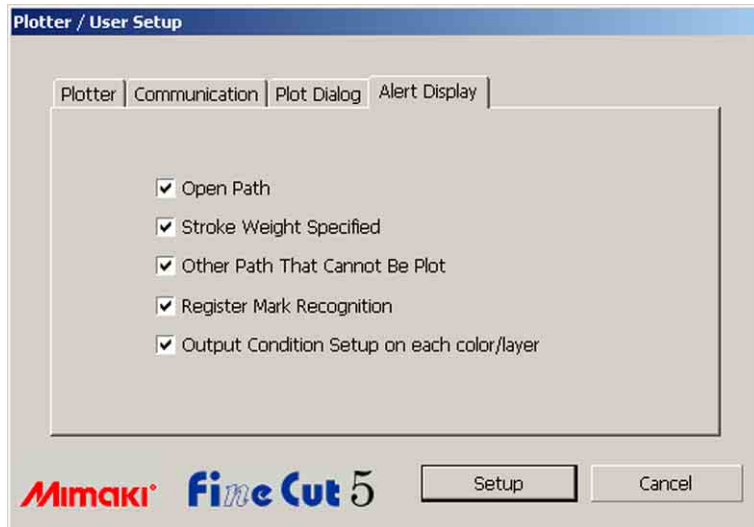 Plotter / User Setup
Plotter Communication Plot Dialog Alert Display
Open Path
Stroke Weight Specified
Other Path That Cannot Be Plot
Register Mark Recognition
Output Condition Setup on each color/layer
Mimaki Fine Cut 5 Setup Cancel